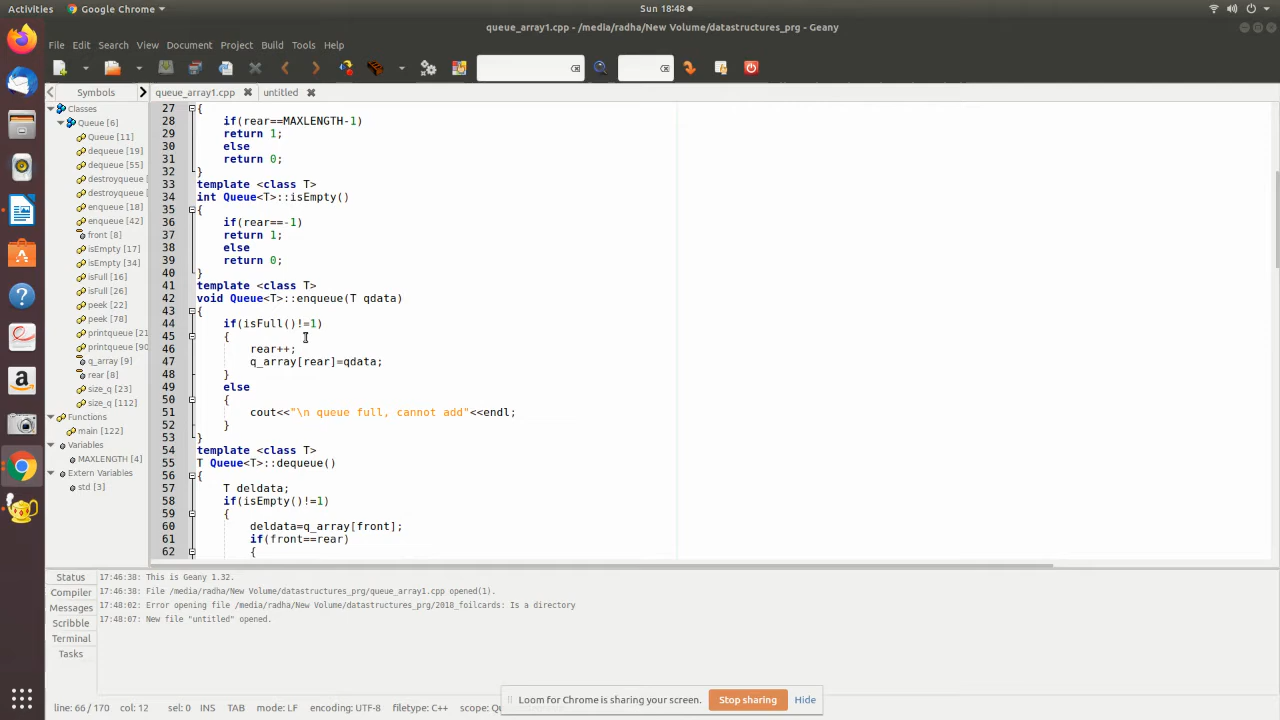 Activities Google Chrome Sun 18:48
queue_array1.cpp - /media/radha/New Volume/datastructures_prg - Geany
File Edit Search View Document Project Build Tools Help
Symbols queue_array1.cpp untitled
Classes
Queue [6]
Queue [11]
dequeue [19]
dequeue [55]
destroyqueue
destroyqueue
enqueue [18]
enqueue [42]
front [8]
isEmpty [17]
isEmpty [34]
isFull [16]
isFull [26]
peek [22]
peek [78]
printqueue [21
printqueue [90
q_array [9]
rear [8]
size_q [23]
size_q [112]
Functions
main [122]
Variables
MAXLENGTH [4]
Extern Variables
std [3]
27 {
28 if(rear==MAXLENGTH-1)
29 return 1;
30 else
31 return 0;
32 }
33 template <class T>
34 int Queue<T>::isEmpty()
35 {
36 if(rear==-1)
37 return 1;
38 else
39 return 0;
40 }
41 template <class T>
42 void Queue<T>::enqueue(T qdata)
43 {
44 if(isFull()!=1)
45 {
46 rear++;
47 q_array[rear]=qdata;
48 }
49 else
50 {
51 cout<<"\n queue full, cannot add"<<endl;
52 }
53 }
54 template <class T>
55 T Queue<T>::dequeue()
56 {
57 T deldata;
58 if(isEmpty()!=1)
59 {
60 deldata=q_array[front];
61 if(front==rear)
62 {
Status
Compiler
Messages
Scribble
Terminal
Tasks
17:46:38: This is Geany 1.32.
17:46:38: File /media/radha/New Volume/datastructures_prg/queue_array1.cpp opened(1).
17:48:02: Error opening file /media/radha/New Volume/datastructures_prg/2018_foilcards: Is a directory
17:48:07: New file "untitled" opened.
Loom for Chrome is sharing your screen. Stop sharing Hide
line: 66 / 170 col: 12 sel: 0 INS TAB mode: LF encoding: UTF-8 filetype: C++ scope: